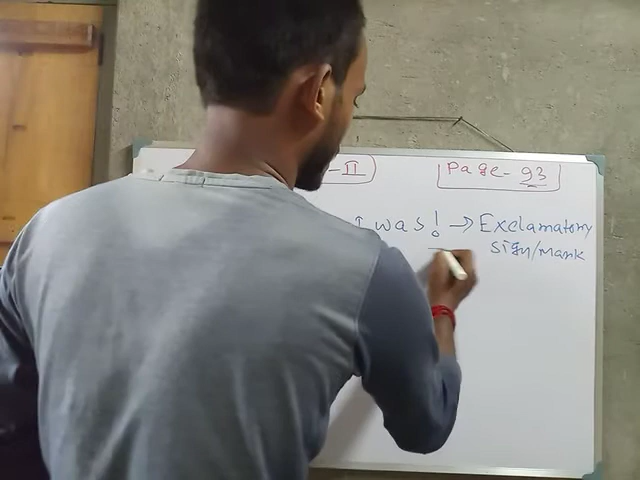 -II
Page-93
was! → Exclamatory
sign/mark